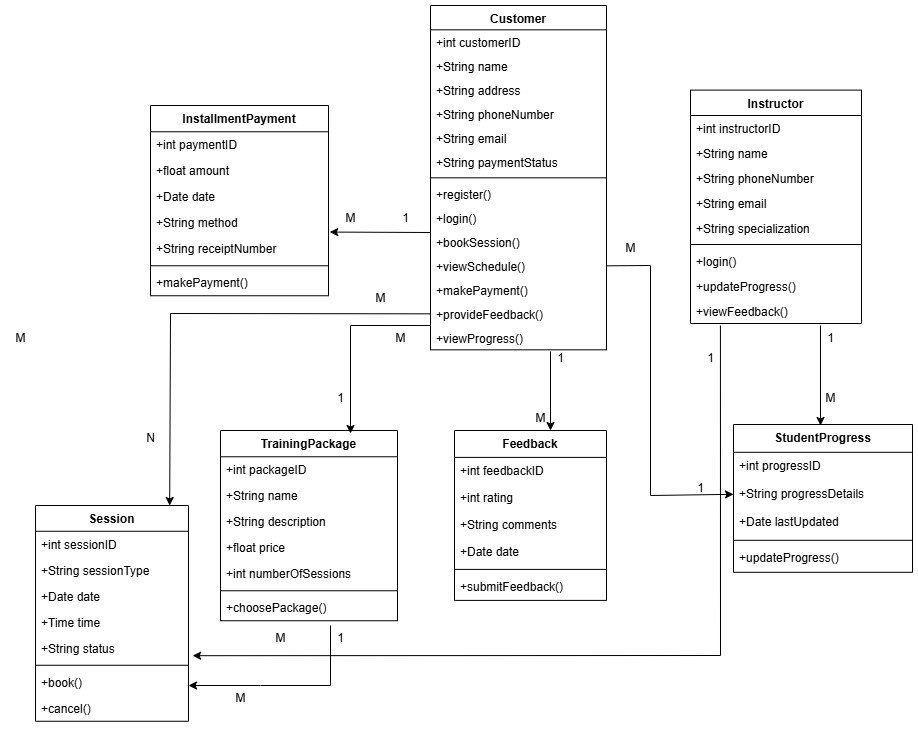 Customer
+int customerID
+String name
+String address
+String phoneNumber
+String email
+String paymentStatus
+register()
+login()
+bookSession()
+viewSchedule()
+makePayment()
+provideFeedback()
+viewProgress()
InstallmentPayment
+int paymentID
+float amount
+Date date
+String method
+String receiptNumber
+makePayment()
Instructor
+int instructorID
+String name
+String phoneNumber
+String email
+String specialization
+login()
+updateProgress()
+viewFeedback()
M
1
M
M
M
M
1
1
1
1
M
M
N
1
TrainingPackage
+int packageID
+String name
+String description
+float price
+int numberOfSessions
+choosePackage()
Feedback
+int feedbackID
+int rating
+String comments
+Date date
+submitFeedback()
StudentProgress
+int progressID
+String progressDetails
+Date lastUpdated
+updateProgress()
Session
+int sessionID
+String sessionType
+Date date
+Time time
+String status
+book()
+cancel()
M
1
M
M